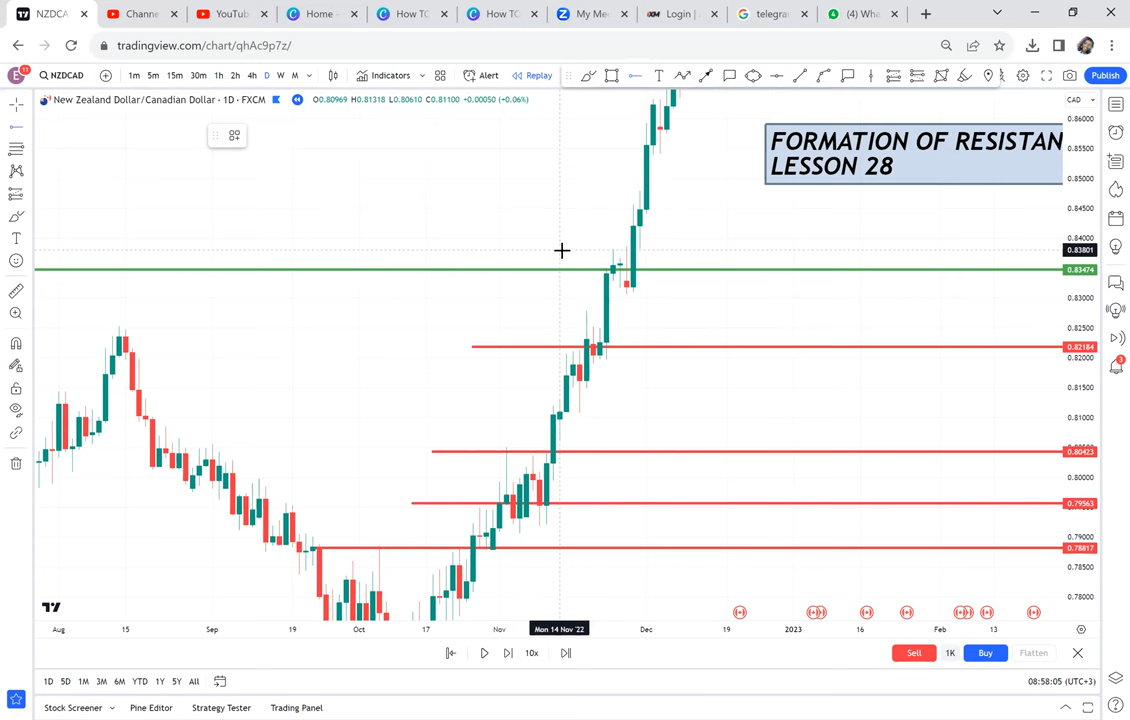 NZDCA
Channe
YouTub
Home -
How TO
How TO
My Me
Login |
telegra
(4) Wha
tradingview.com/chart/qhAc9p7z/
E
11
NZDCAD
1m 5m 15m 30m 1h 2h 4h D W M
Indicators
Alert
Replay
Publish
New Zealand Dollar/Canadian Dollar · 1D · FXCM
O0.80969 H0.81318 L0.80610 C0.81100 +0.00050 (+0.06%)
CAD
FORMATION OF RESISTAN
LESSON 28
0.86000
0.85500
0.85000
0.84500
0.84000
0.83801
0.83474
0.83000
0.82500
0.82184
0.82000
0.81500
0.81000
0.80423
0.80000
0.79563
0.79000
0.78817
0.78500
0.78000
3
Aug 15 Sep 19 Oct 17 Nov Mon 14 Nov '22 Dec 19 2023 16 Feb 13
10x
Sell 1K Buy Flatten
1D 5D 1M 3M 6M YTD 1Y 5Y All
08:58:05 (UTC+3)
Stock Screener Pine Editor Strategy Tester Trading Panel